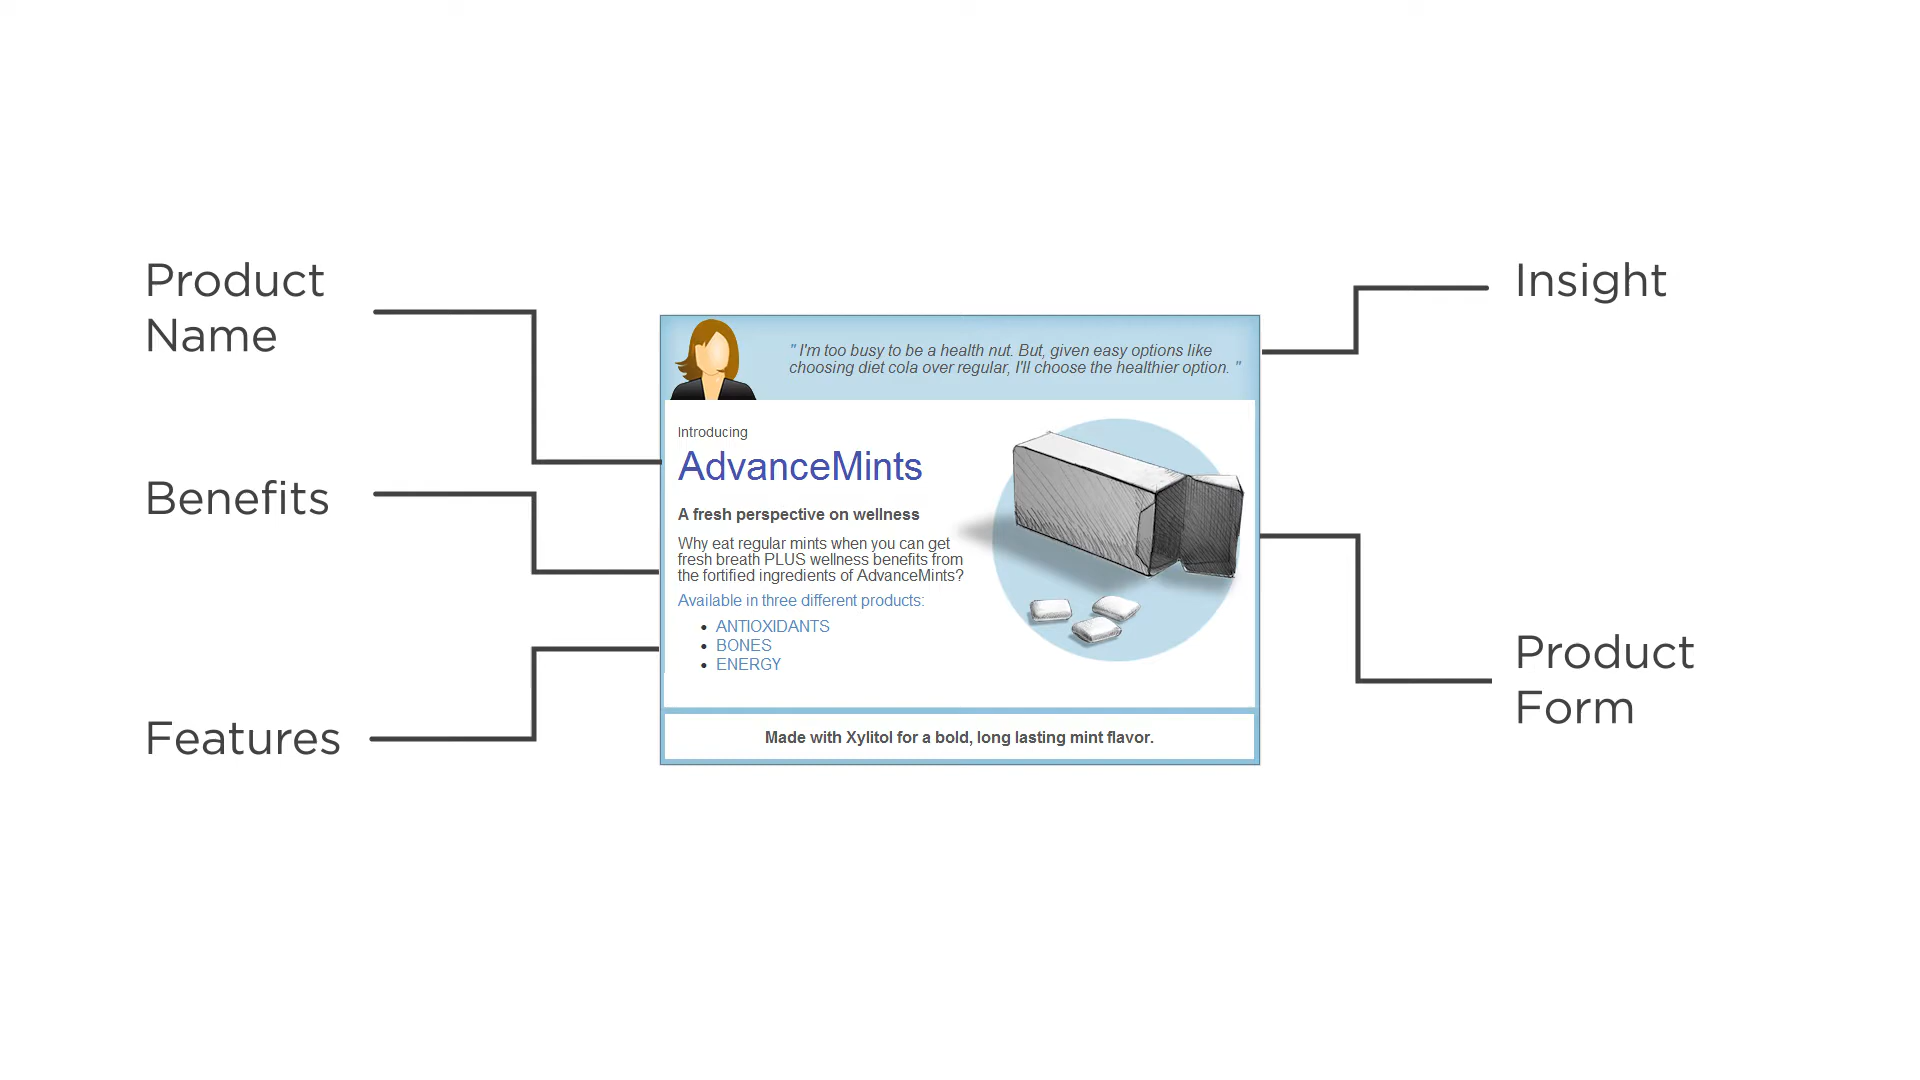 Product
Name
Benefits
Features
" I'm too busy to be a health nut. But, given easy options like
choosing diet cola over regular, I'll choose the healthier option. "
Introducing
AdvanceMints
A fresh perspective on wellness
Why eat regular mints when you can get
fresh breath PLUS wellness benefits from
the fortified ingredients of AdvanceMints?
Available in three different products:
• ANTIOXIDANTS
• BONES
• ENERGY
Made with Xylitol for a bold, long lasting mint flavor.
Insight
Product
Form